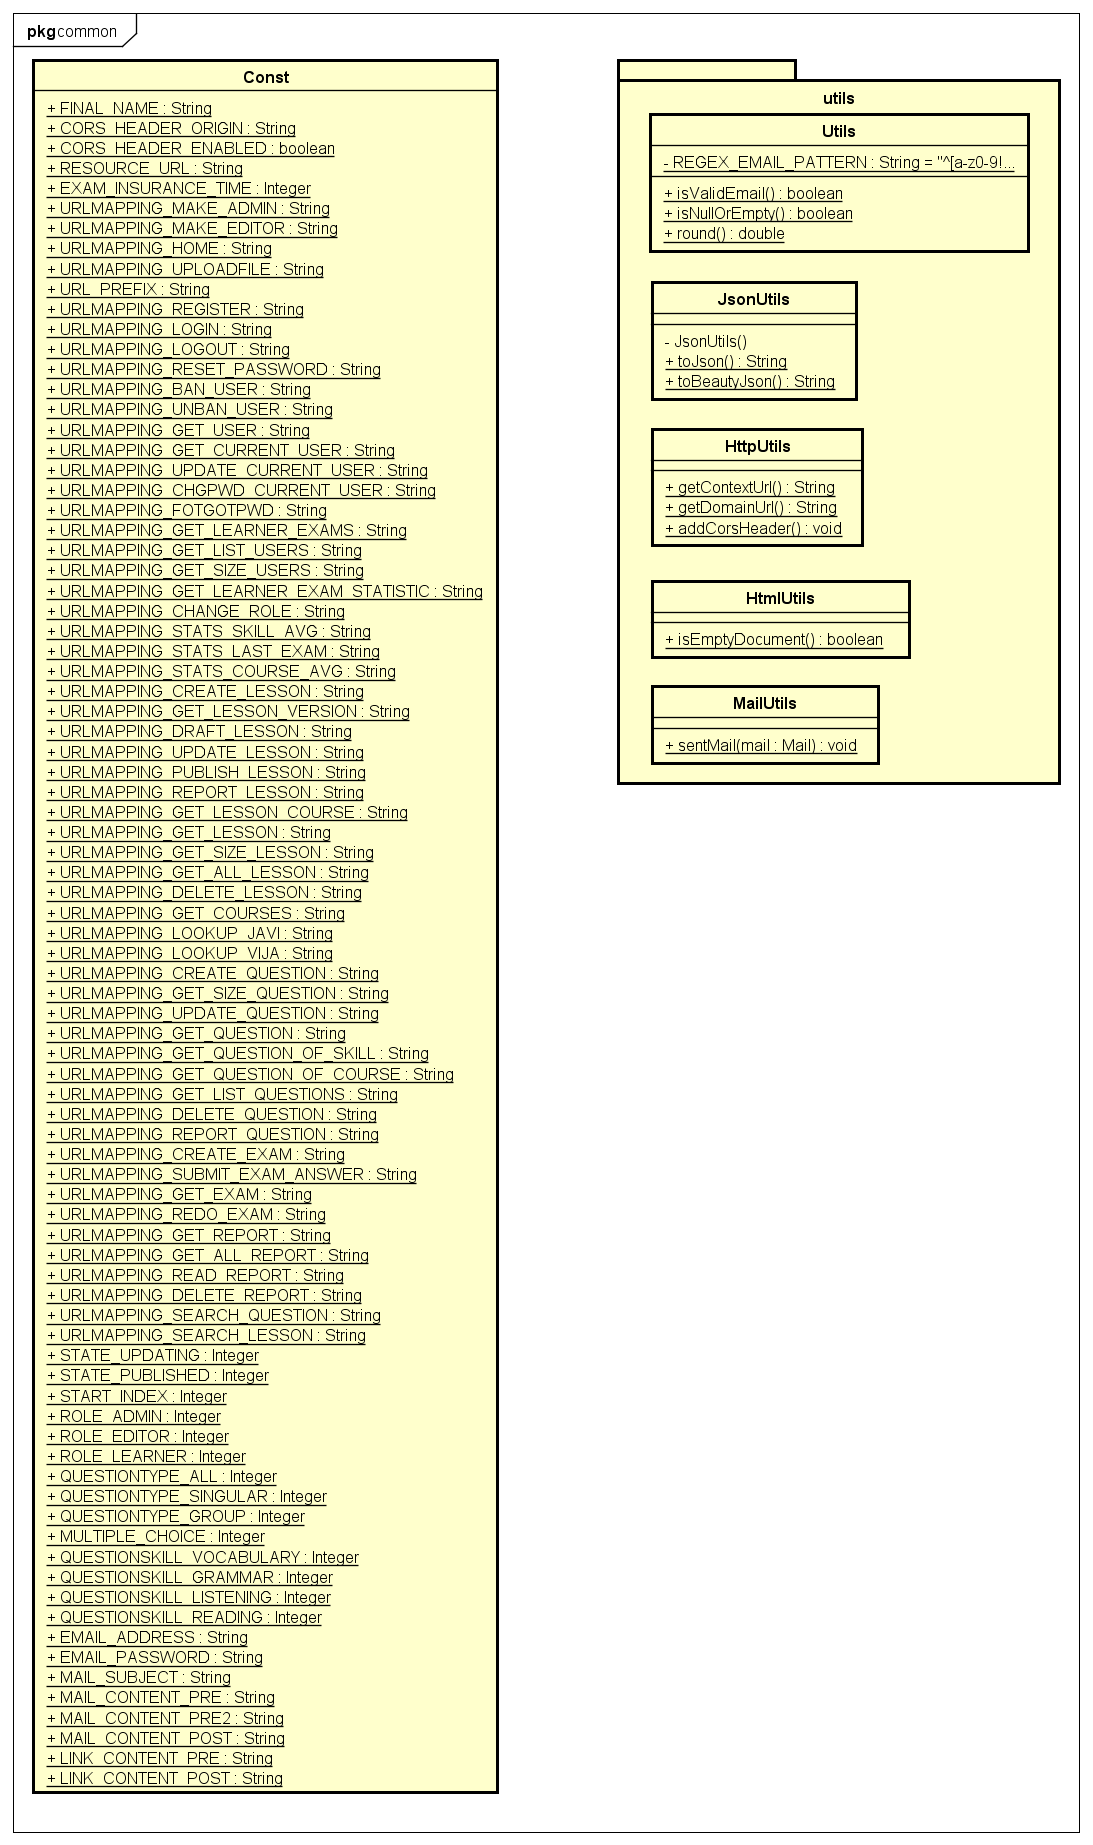 pkg common
Const
+ FINAL_NAME : String
+ CORS_HEADER_ORIGIN : String
+ CORS_HEADER_ENABLED : boolean
+ RESOURCE_URL : String
+ EXAM_INSURANCE_TIME : Integer
+ URLMAPPING_MAKE_ADMIN : String
+ URLMAPPING_MAKE_EDITOR : String
+ URLMAPPING_HOME : String
+ URLMAPPING_UPLOADFILE : String
+ URL_PREFIX : String
+ URLMAPPING_REGISTER : String
+ URLMAPPING_LOGIN : String
+ URLMAPPING_LOGOUT : String
+ URLMAPPING_RESET_PASSWORD : String
+ URLMAPPING_BAN_USER : String
+ URLMAPPING_UNBAN_USER : String
+ URLMAPPING_GET_USER : String
+ URLMAPPING_GET_CURRENT_USER : String
+ URLMAPPING_UPDATE_CURRENT_USER : String
+ URLMAPPING_CHGPWD_CURRENT_USER : String
+ URLMAPPING_FOTGOTPWD : String
+ URLMAPPING_GET_LEARNER_EXAMS : String
+ URLMAPPING_GET_LIST_USERS : String
+ URLMAPPING_GET_SIZE_USERS : String
+ URLMAPPING_GET_LEARNER_EXAM_STATISTIC : String
+ URLMAPPING_CHANGE_ROLE : String
+ URLMAPPING_STATS_SKILL_AVG : String
+ URLMAPPING_STATS_LAST_EXAM : String
+ URLMAPPING_STATS_COURSE_AVG : String
+ URLMAPPING_CREATE_LESSON : String
+ URLMAPPING_GET_LESSON_VERSION : String
+ URLMAPPING_DRAFT_LESSON : String
+ URLMAPPING_UPDATE_LESSON : String
+ URLMAPPING_PUBLISH_LESSON : String
+ URLMAPPING_REPORT_LESSON : String
+ URLMAPPING_GET_LESSON_COURSE : String
+ URLMAPPING_GET_LESSON : String
+ URLMAPPING_GET_SIZE_LESSON : String
+ URLMAPPING_GET_ALL_LESSON : String
+ URLMAPPING_DELETE_LESSON : String
+ URLMAPPING_GET_COURSES : String
+ URLMAPPING_LOOKUP_JAVI : String
+ URLMAPPING_LOOKUP_VIJA : String
+ URLMAPPING_CREATE_QUESTION : String
+ URLMAPPING_GET_SIZE_QUESTION : String
+ URLMAPPING_UPDATE_QUESTION : String
+ URLMAPPING_GET_QUESTION : String
+ URLMAPPING_GET_QUESTION_OF_SKILL : String
+ URLMAPPING_GET_QUESTION_OF_COURSE : String
+ URLMAPPING_GET_LIST_QUESTIONS : String
+ URLMAPPING_DELETE_QUESTION : String
+ URLMAPPING_REPORT_QUESTION : String
+ URLMAPPING_CREATE_EXAM : String
+ URLMAPPING_SUBMIT_EXAM_ANSWER : String
+ URLMAPPING_GET_EXAM : String
+ URLMAPPING_REDO_EXAM : String
+ URLMAPPING_GET_REPORT : String
+ URLMAPPING_GET_ALL_REPORT : String
+ URLMAPPING_READ_REPORT : String
+ URLMAPPING_DELETE_REPORT : String
+ URLMAPPING_SEARCH_QUESTION : String
+ URLMAPPING_SEARCH_LESSON : String
+ STATE_UPDATING : Integer
+ STATE_PUBLISHED : Integer
+ START_INDEX : Integer
+ ROLE_ADMIN : Integer
+ ROLE_EDITOR : Integer
+ ROLE_LEARNER : Integer
+ QUESTIONTYPE_ALL : Integer
+ QUESTIONTYPE_SINGULAR : Integer
+ QUESTIONTYPE_GROUP : Integer
+ MULTIPLE_CHOICE : Integer
+ QUESTIONSKILL_VOCABULARY : Integer
+ QUESTIONSKILL_GRAMMAR : Integer
+ QUESTIONSKILL_LISTENING : Integer
+ QUESTIONSKILL_READING : Integer
+ EMAIL_ADDRESS : String
+ EMAIL_PASSWORD : String
+ MAIL_SUBJECT : String
+ MAIL_CONTENT_PRE : String
+ MAIL_CONTENT_PRE2 : String
+ MAIL_CONTENT_POST : String
+ LINK_CONTENT_PRE : String
+ LINK_CONTENT_POST : String
utils
Utils
- REGEX_EMAIL_PATTERN : String = "^[a-z0-9!...
+ isValidEmail() : boolean
+ isNullOrEmpty() : boolean
+ round() : double
JsonUtils
- JsonUtils()
+ toJson() : String
+ toBeautyJson() : String
HttpUtils
+ getContextUrl() : String
+ getDomainUrl() : String
+ addCorsHeader() : void
HtmlUtils
+ isEmptyDocument() : boolean
MailUtils
+ sentMail(mail : Mail) : void